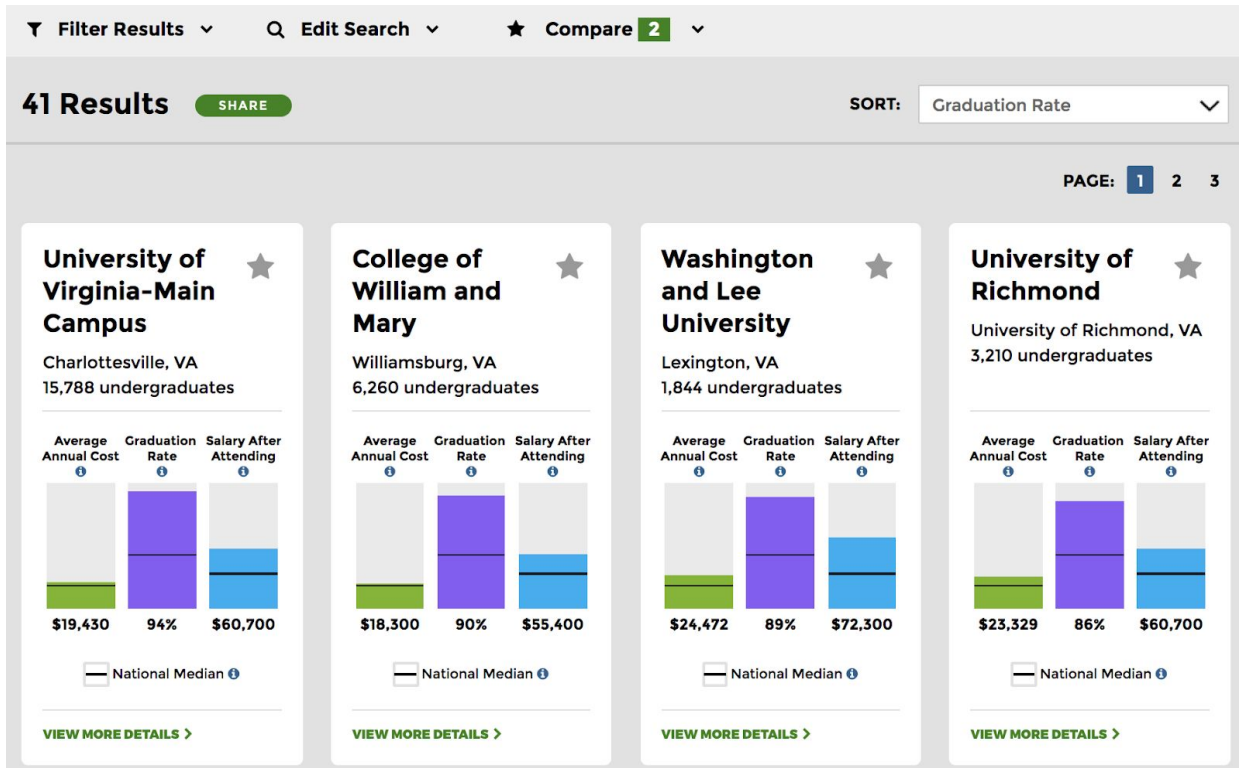 Filter Results
Edit Search
Compare 2
41 Results
SHARE
SORT:
Graduation Rate
PAGE: 1 2 3
University of
Virginia-Main
Campus
Charlottesville, VA
15,788 undergraduates
Average Graduation Salary After
Annual Cost Rate Attending
$19,430 94% $60,700
National Median
VIEW MORE DETAILS >
College of
William and
Mary
Williamsburg, VA
6,260 undergraduates
Average Graduation Salary After
Annual Cost Rate Attending
$18,300 90% $55,400
National Median
VIEW MORE DETAILS >
Washington
and Lee
University
Lexington, VA
1,844 undergraduates
Average Graduation Salary After
Annual Cost Rate Attending
$24,472 89% $72,300
National Median
VIEW MORE DETAILS >
University of
Richmond
University of Richmond, VA
3,210 undergraduates
Average Graduation Salary After
Annual Cost Rate Attending
$23,329 86% $60,700
National Median
VIEW MORE DETAILS >